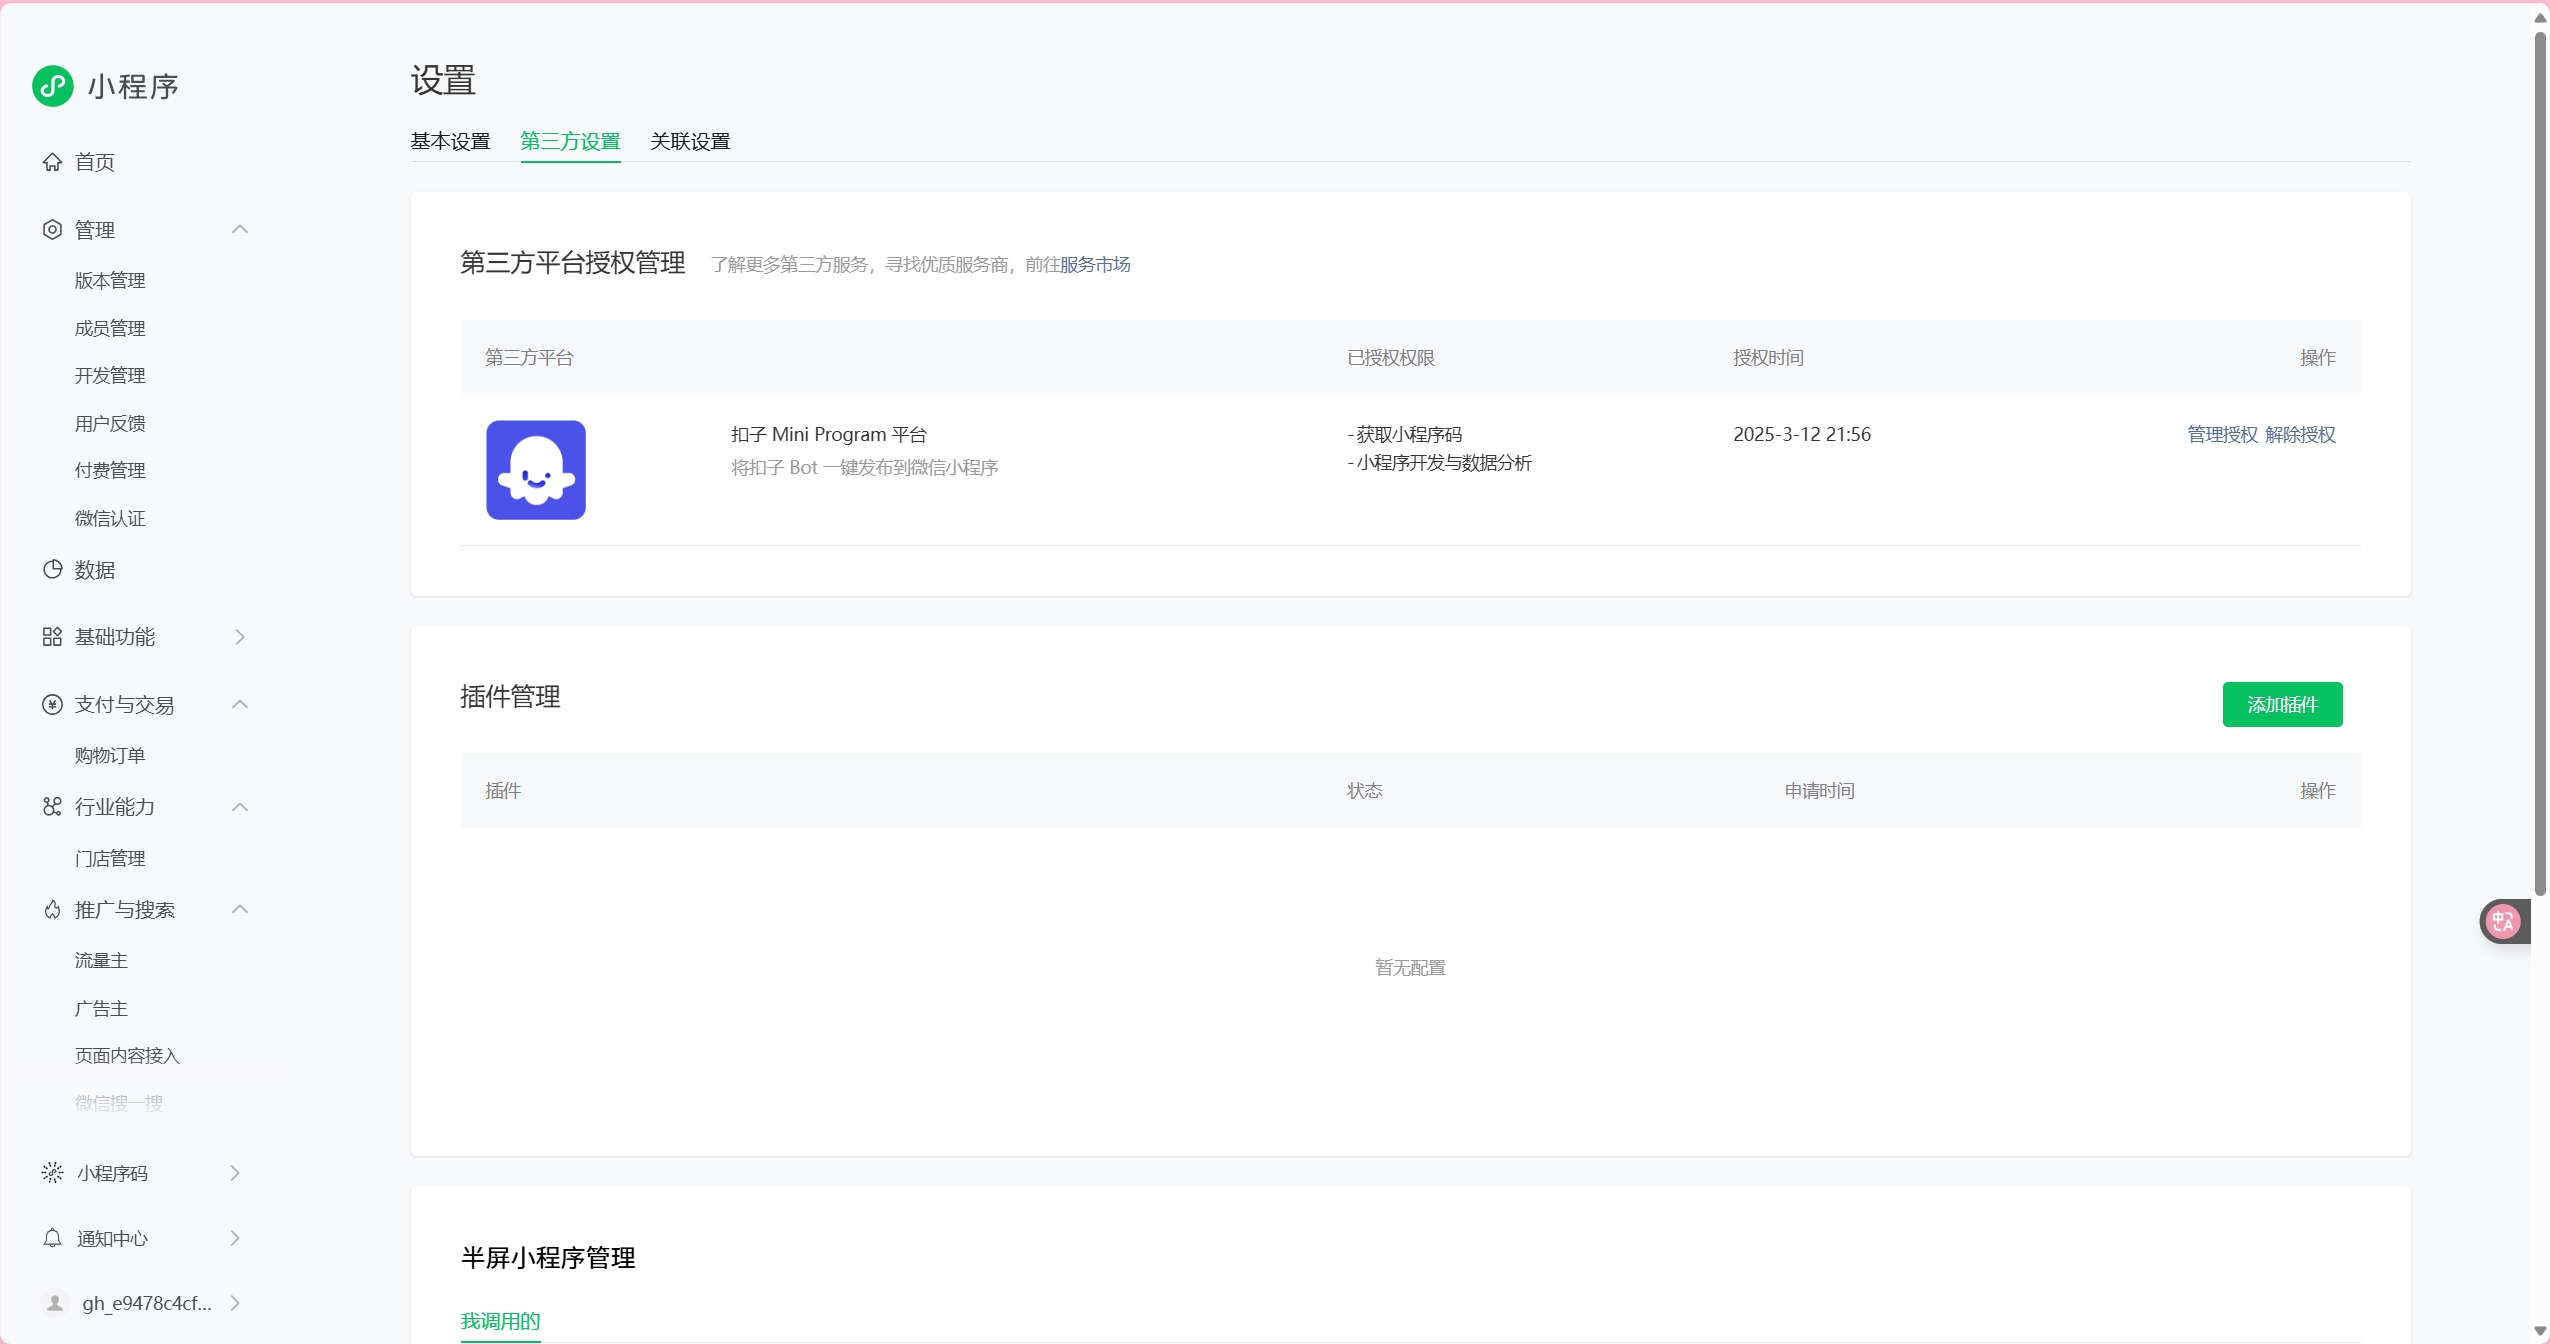 小程序
首页
管理
版本管理
成员管理
开发管理
用户反馈
付费管理
微信认证
数据
基础功能
支付与交易
购物订单
行业能力
门店管理
推广与搜索
流量主
广告主
页面内容接入
微信搜一搜
小程序码
通知中心
gh_e9478c4cf...
设置
基本设置 第三方设置 关联设置
第三方平台授权管理 了解更多第三方服务，寻找优质服务商，前往服务市场
第三方平台 已授权权限 授权时间 操作
扣子 Mini Program 平台 - 获取小程序码 2025-3-12 21:56 管理授权 解除授权
将扣子 Bot 一键发布到微信小程序 - 小程序开发与数据分析
插件管理 添加插件
插件 状态 申请时间 操作
暂无配置
半屏小程序管理
我调用的
中A